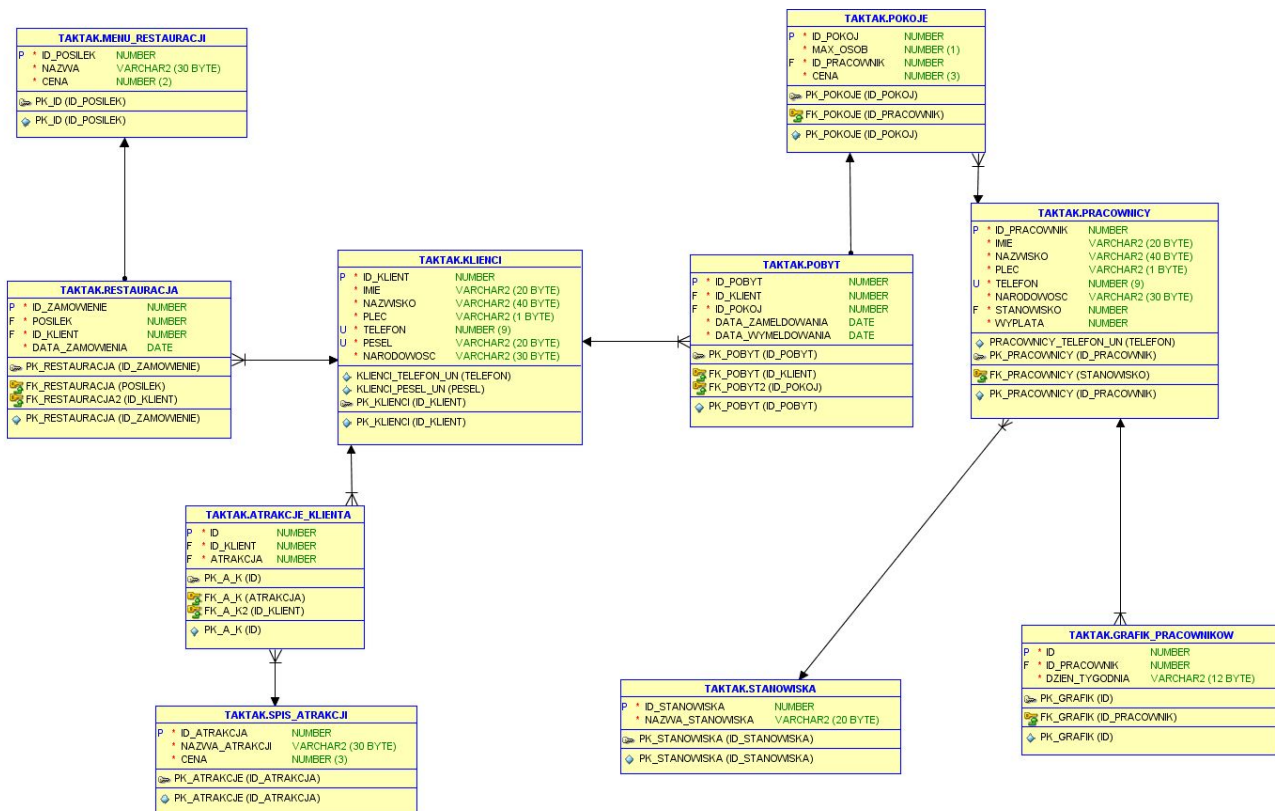 TAKTAK.MENU_RESTAURACJI
P * ID_POSILEK NUMBER
* NAZWA VARCHAR2 (30 BYTE)
* CENA NUMBER (2)
PK_ID (ID_POSILEK)
PK_ID (ID_POSILEK)
TAKTAK.POKOJE
P * ID_POKOJ NUMBER
* MAX_OSOB NUMBER (1)
F * ID_PRACOWNIK NUMBER
* CENA NUMBER (3)
PK_POKOJE (ID_POKOJ)
FK_POKOJE (ID_PRACOWNIK)
PK_POKOJE (ID_POKOJ)
TAKTAK.PRACOWNICY
P * ID_PRACOWNIK NUMBER
* IMIE VARCHAR2 (20 BYTE)
* NAZWISKO VARCHAR2 (40 BYTE)
* PLEC VARCHAR2 (1 BYTE)
U * TELEFON NUMBER (9)
* NARODOWOSC VARCHAR2 (30 BYTE)
F * STANOWISKO NUMBER
* WYPLATA NUMBER
PRACOWNICY_TELEFON_UN (TELEFON)
PK_PRACOWNICY (ID_PRACOWNIK)
FK_PRACOWNICY (STANOWISKO)
PK_PRACOWNICY (ID_PRACOWNIK)
TAKTAK.KLIENCI
P * ID_KLIENT NUMBER
* IMIE VARCHAR2 (20 BYTE)
* NAZWISKO VARCHAR2 (40 BYTE)
* PLEC VARCHAR2 (1 BYTE)
U * TELEFON NUMBER (9)
U * PESEL VARCHAR2 (20 BYTE)
* NARODOWOSC VARCHAR2 (30 BYTE)
KLIENCI_TELEFON_UN (TELEFON)
KLIENCI_PESEL_UN (PESEL)
PK_KLIENCI (ID_KLIENT)
PK_KLIENCI (ID_KLIENT)
TAKTAK.POBYT
P * ID_POBYT NUMBER
F * ID_KLIENT NUMBER
F * ID_POKOJ NUMBER
* DATA_ZAMELDOWANIA DATE
* DATA_WYMELDOWANIA DATE
PK_POBYT (ID_POBYT)
FK_POBYT (ID_KLIENT)
FK_POBYT2 (ID_POKOJ)
PK_POBYT (ID_POBYT)
TAKTAK.RESTAURACJA
P * ID_ZAMOWIENIE NUMBER
F * POSILEK NUMBER
F * ID_KLIENT NUMBER
* DATA_ZAMOWIENIA DATE
PK_RESTAURACJA (ID_ZAMOWIENIE)
FK_RESTAURACJA (POSILEK)
FK_RESTAURACJA2 (ID_KLIENT)
PK_RESTAURACJA (ID_ZAMOWIENIE)
TAKTAK.ATRAKCJE_KLIENTA
P * ID NUMBER
F * ID_KLIENT NUMBER
F * ATRAKCJA NUMBER
PK_A_K (ID)
FK_A_K (ATRAKCJA)
FK_A_K2 (ID_KLIENT)
PK_A_K (ID)
TAKTAK.GRAFIK_PRACOWNIKOW
P * ID NUMBER
F * ID_PRACOWNIK NUMBER
* DZIEN_TYGODNIA VARCHAR2 (12 BYTE)
PK_GRAFIK (ID)
FK_GRAFIK (ID_PRACOWNIK)
PK_GRAFIK (ID)
TAKTAK.STANOWISKA
P * ID_STANOWISKA NUMBER
* NAZWA_STANOWISKA VARCHAR2 (20 BYTE)
PK_STANOWISKA (ID_STANOWISKA)
PK_STANOWISKA (ID_STANOWISKA)
TAKTAK.SPIS_ATRAKCJI
P * ID_ATRAKCJA NUMBER
* NAZWA_ATRAKCJI VARCHAR2 (30 BYTE)
* CENA NUMBER (3)
PK_ATRAKCJE (ID_ATRAKCJA)
PK_ATRAKCJE (ID_ATRAKCJA)